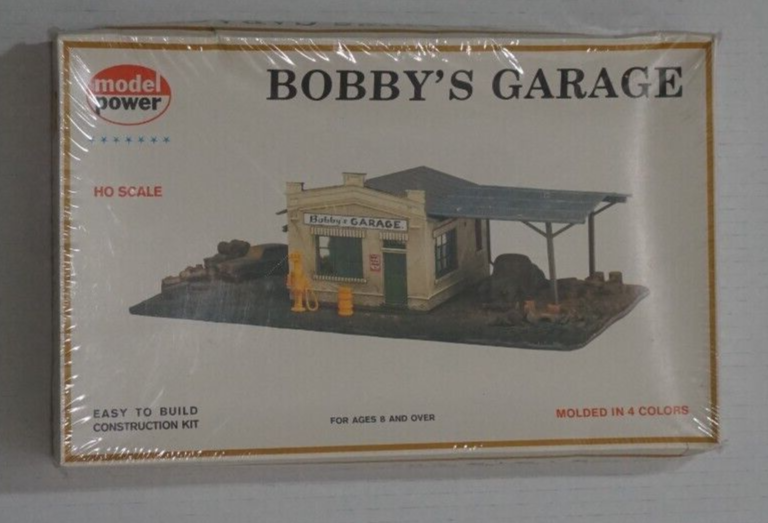 BOBBY'S GARAGE
model
power
HO SCALE
Bobby's GARAGE
EASY TO BUILD
CONSTRUCTION KIT
FOR AGES 8 AND OVER
MOLDED IN 4 COLORS